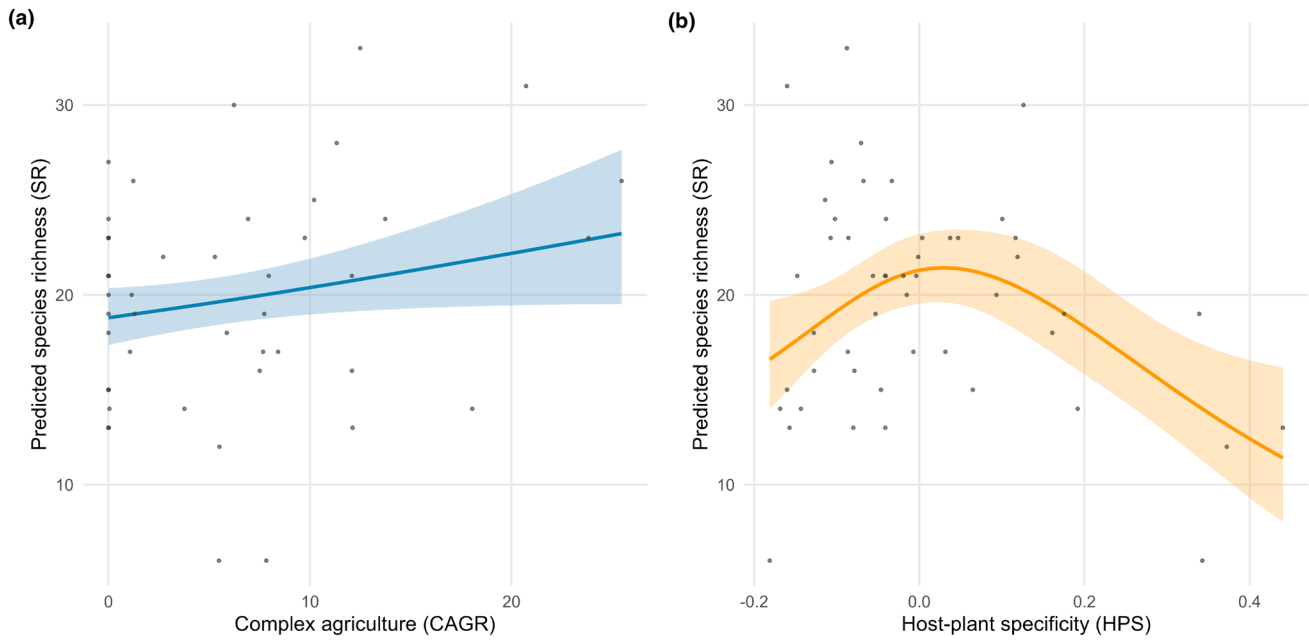 (a)
Predicted species richness (SR)
30
20
10
0
10
20
Complex agriculture (CAGR)
(b)
Predicted species richness (SR)
30
20
10
-0.2
0.0
0.2
0.4
Host-plant specificity (HPS)